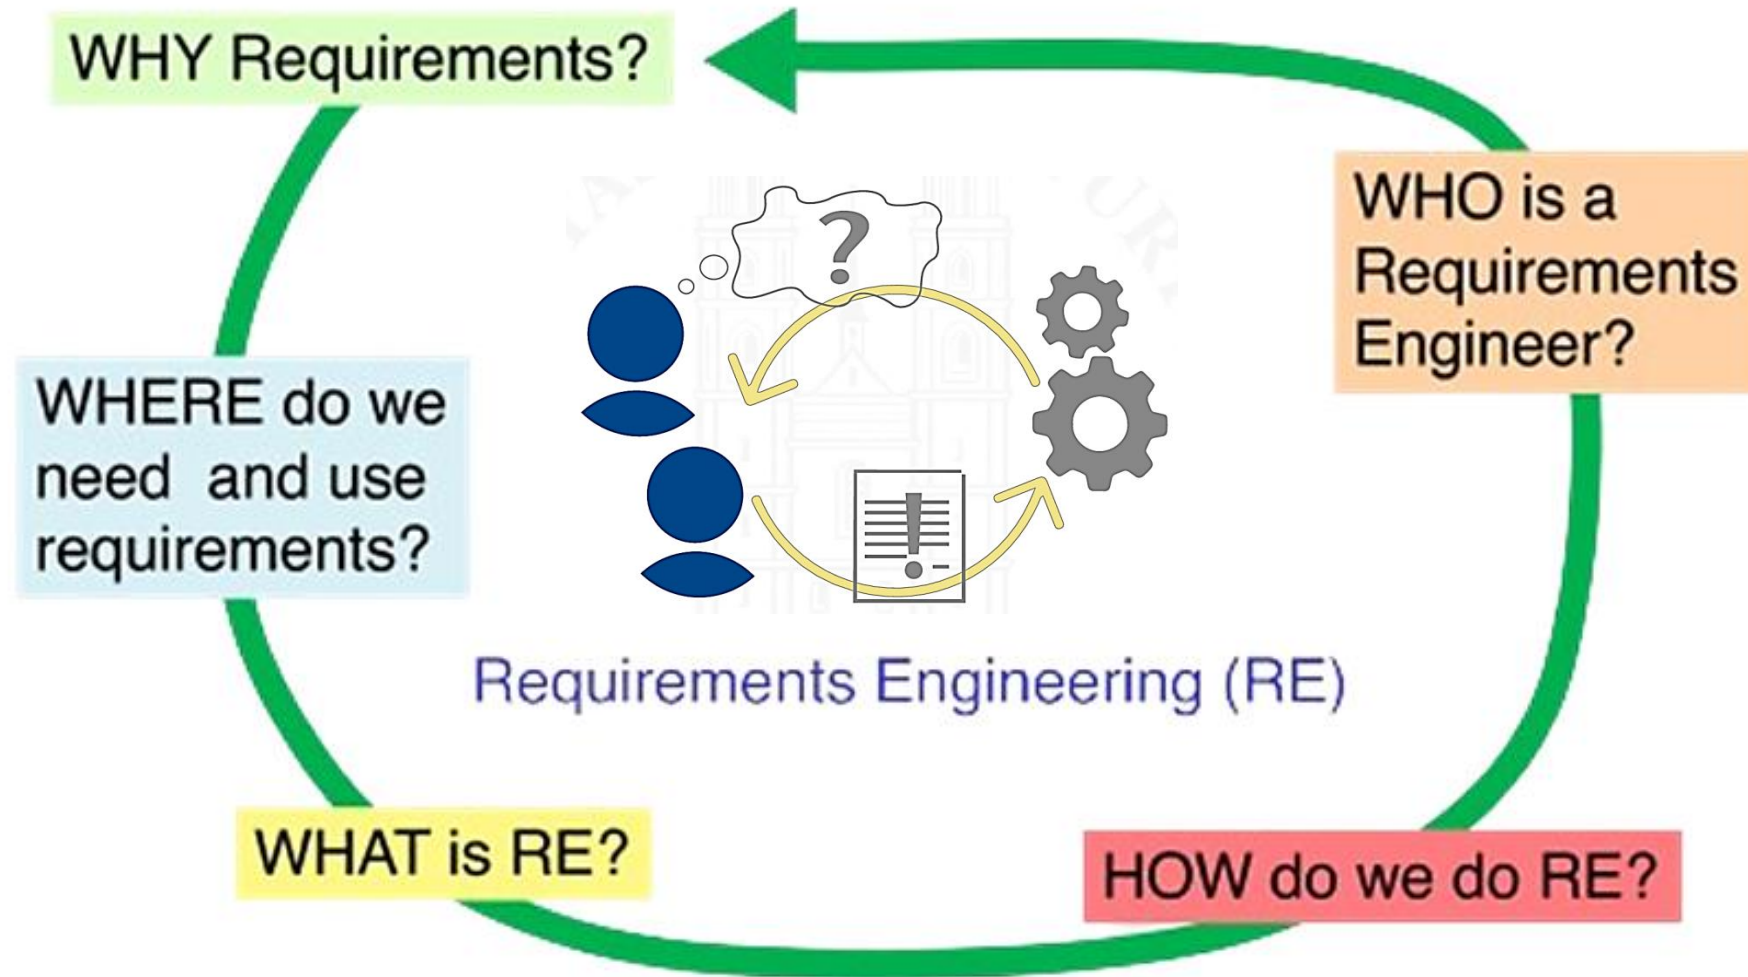 WHY Requirements?
WHO is a
Requirements
Engineer?
WHERE do we
need and use
requirements?
?
!
Requirements Engineering (RE)
WHAT is RE?
HOW do we do RE?